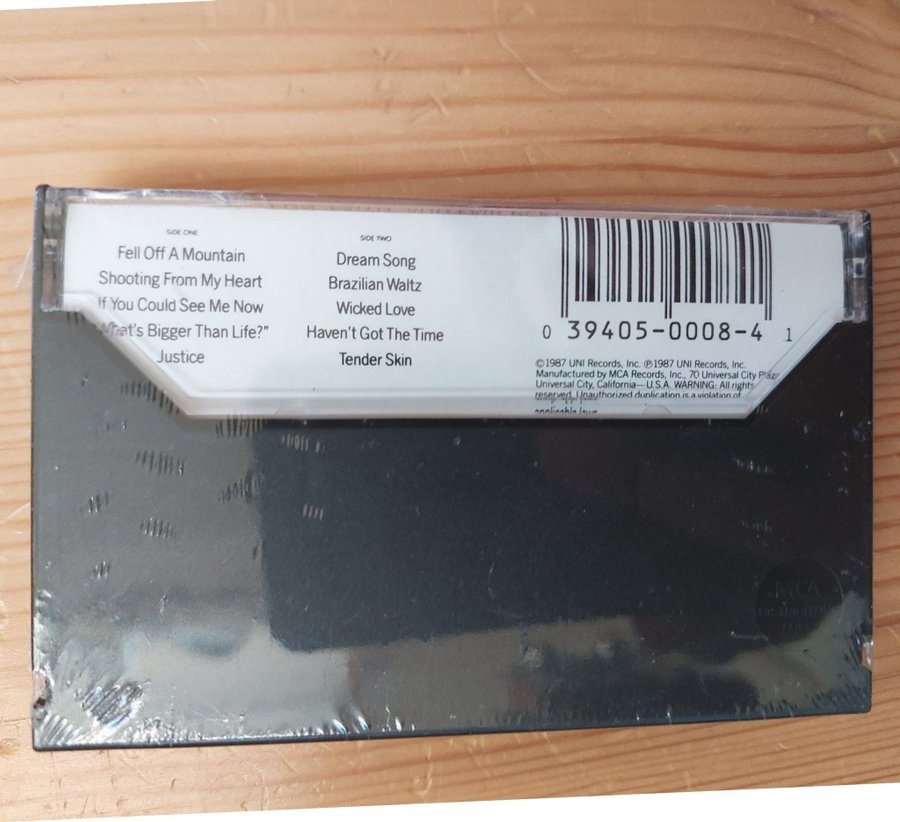 SIDE ONE
Fell Off A Mountain
Shooting From My Heart
If You Could See Me Now
"What's Bigger Than Life?"
Justice
SIDE TWO
Dream Song
Brazilian Waltz
Wicked Love
Haven't Got The Time
Tender Skin
0 39405-0008-4 1
©1987 UNI Records, Inc. ℗1987 UNI Records, Inc.
Manufactured by MCA Records, Inc., 70 Universal City Plaza
Universal City, California—U.S.A. WARNING: All rights
reserved. Unauthorized duplication is a violation of
applicable laws
MCA